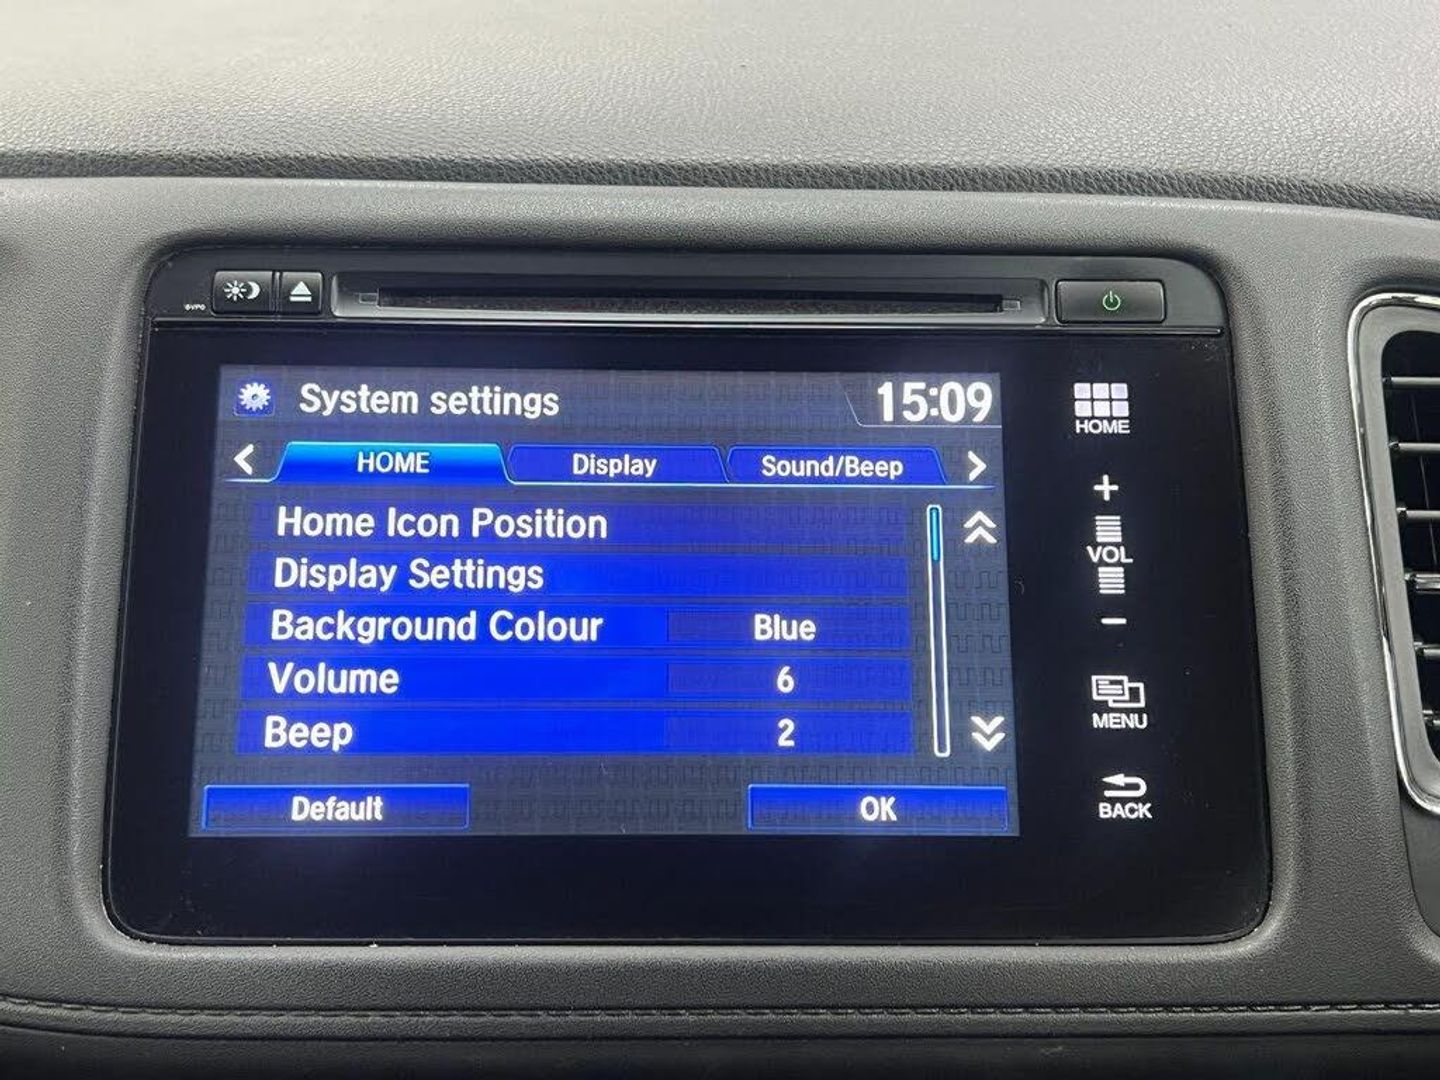 System settings 15:09
HOME Display Sound/Beep
Home Icon Position
Display Settings
Background Colour Blue
Volume 6
Beep 2
Default OK
HOME
+
VOL
−
MENU
BACK